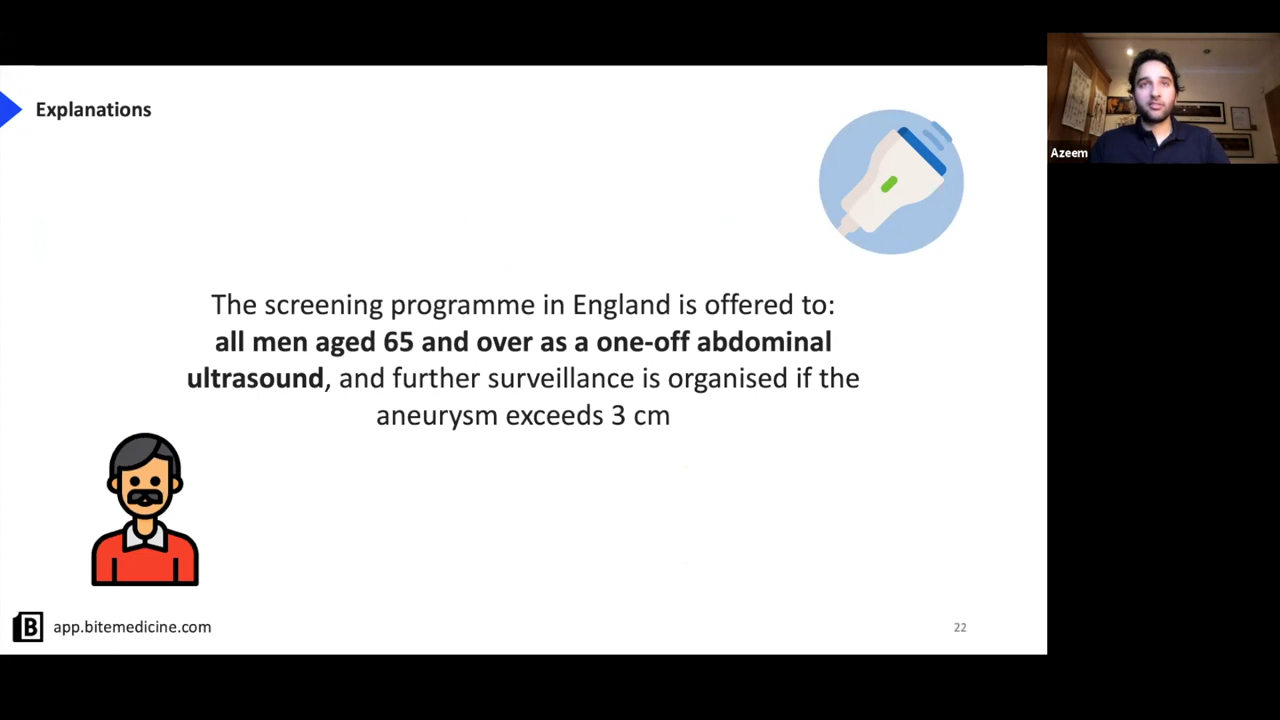 Explanations
Azeem
The screening programme in England is offered to:
all men aged 65 and over as a one-off abdominal
ultrasound, and further surveillance is organised if the
aneurysm exceeds 3 cm
B app.bitemedicine.com
22